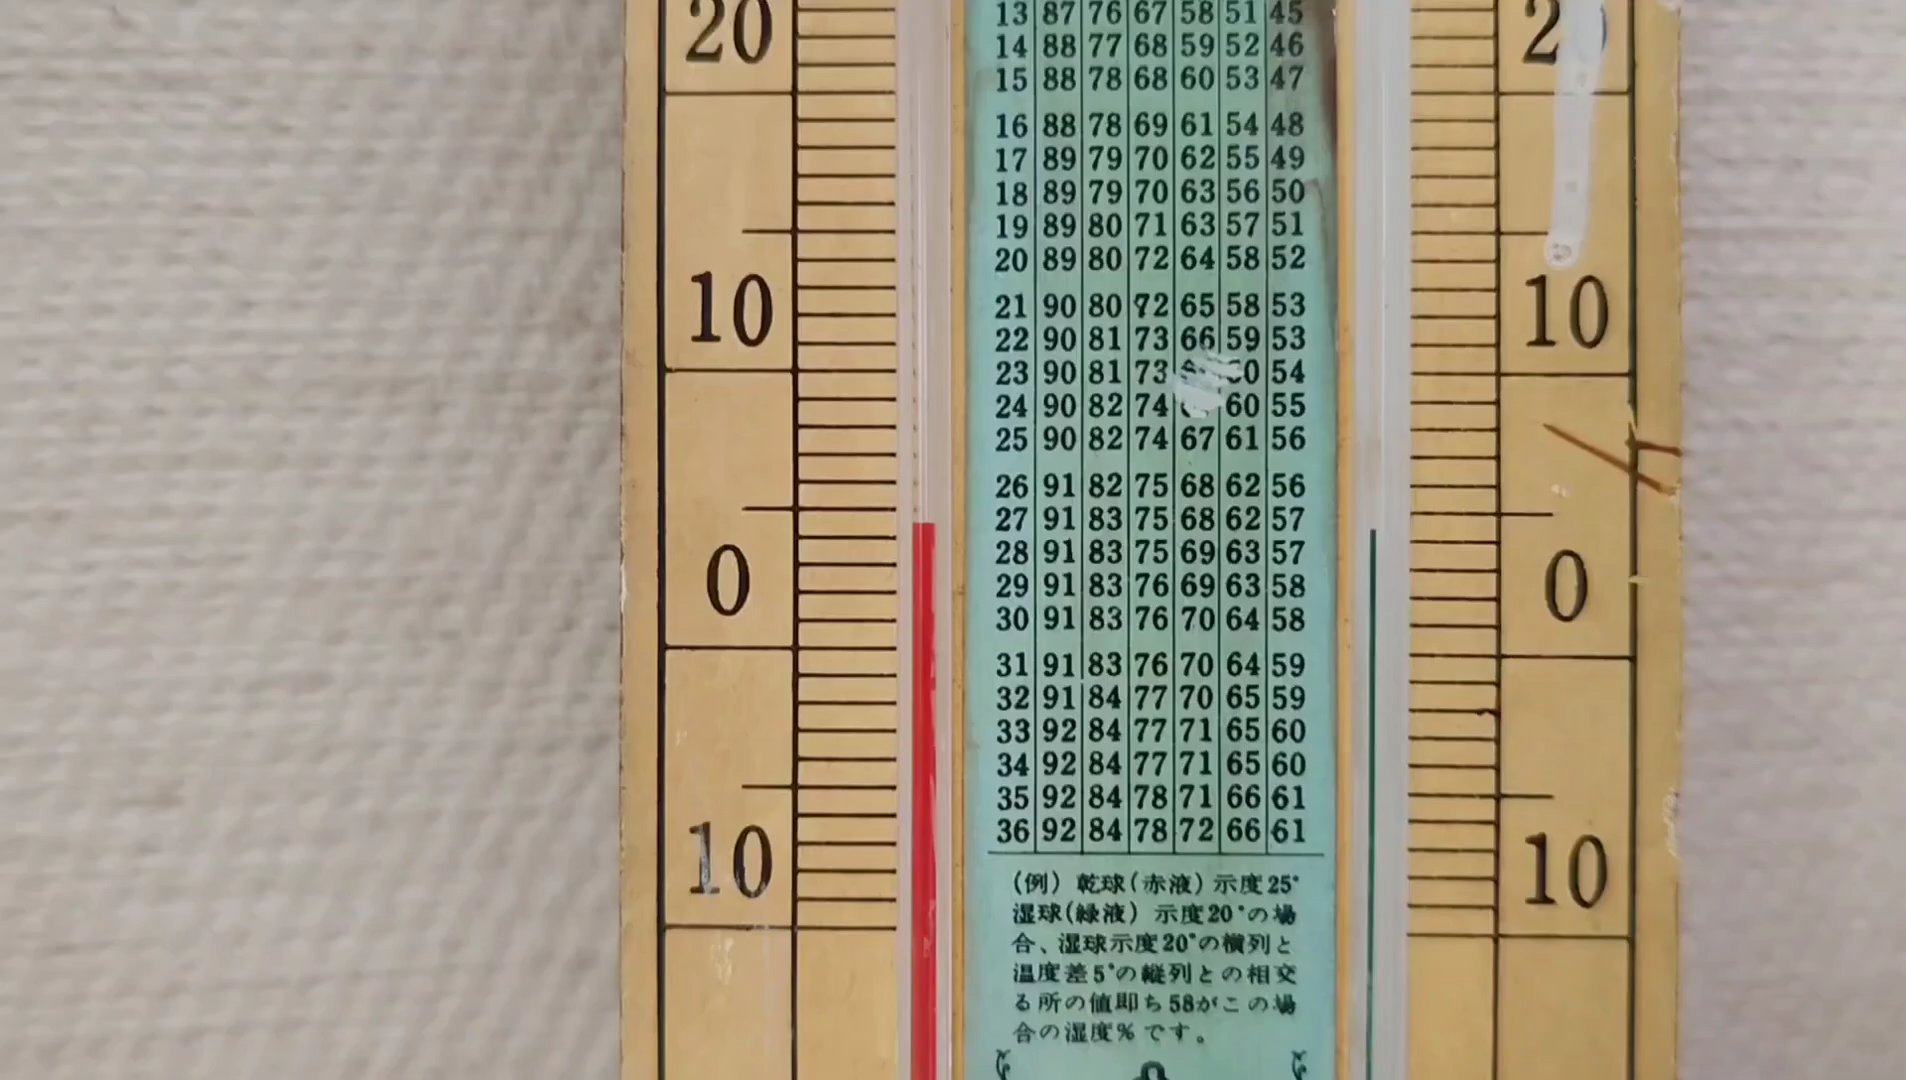 20 20
13 87 76 67 58 51 45
14 88 77 68 59 52 46
15 88 78 68 60 53 47
16 88 78 69 61 54 48
17 89 79 70 62 55 49
18 89 79 70 63 56 50
19 89 80 71 63 57 51
20 89 80 72 64 58 52
10 10
21 90 80 72 65 58 53
22 90 81 73 66 59 53
23 90 81 73 60 54
24 90 82 74 60 55
25 90 82 74 67 61 56
26 91 82 75 68 62 56
27 91 83 75 68 62 57
28 91 83 75 69 63 57
0 0
29 91 83 76 69 63 58
30 91 83 76 70 64 58
31 91 83 76 70 64 59
32 91 84 77 70 65 59
33 92 84 77 71 65 60
34 92 84 77 71 65 60
35 92 84 78 71 66 61
36 92 84 78 72 66 61
10 10
(例) 乾球(赤液) 示度25°
湿球(緑液) 示度20°の場
合、湿球示度20°の横列と
温度差5°の縦列との相交
る所の値即ち58がこの場
合の湿度%です。